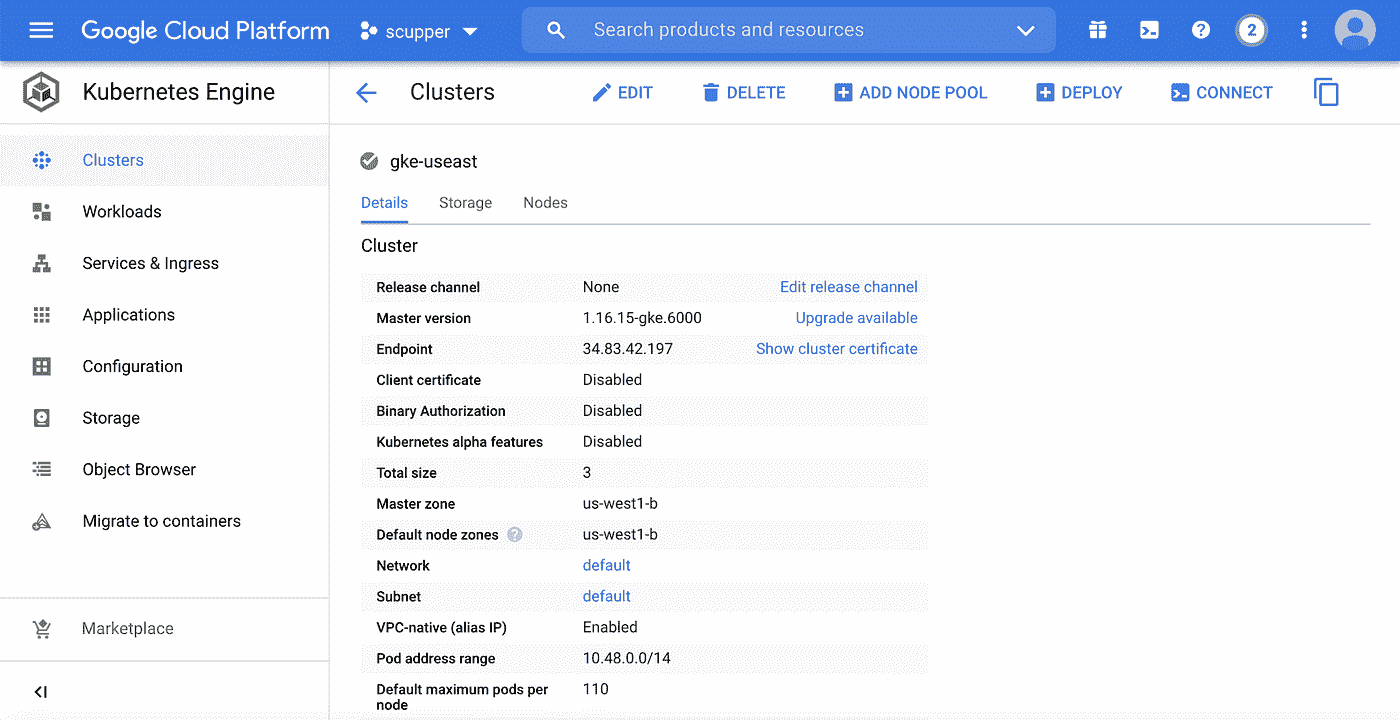 Google Cloud Platform
scupper
Search products and resources
2
Kubernetes Engine
Clusters
EDIT
DELETE
ADD NODE POOL
DEPLOY
CONNECT
Clusters
Workloads
Services & Ingress
Applications
Configuration
Storage
Object Browser
Migrate to containers
Marketplace
gke-useast
Details Storage Nodes
Cluster
Release channel None Edit release channel
Master version 1.16.15-gke.6000 Upgrade available
Endpoint 34.83.42.197 Show cluster certificate
Client certificate Disabled
Binary Authorization Disabled
Kubernetes alpha features Disabled
Total size 3
Master zone us-west1-b
Default node zones ? us-west1-b
Network default
Subnet default
VPC-native (alias IP) Enabled
Pod address range 10.48.0.0/14
Default maximum pods per 110
node